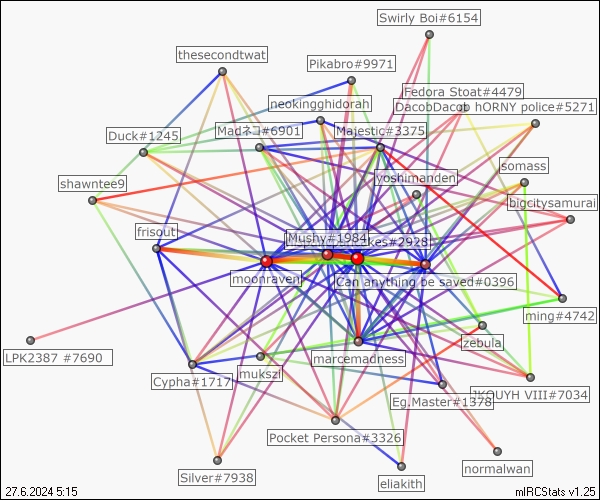 Swirly Boi#6154
thesecondtwat
Pikabro#9971
Fedora Stoat#4479
neokingghidorah
DacobDacob hORNY police#5271
Duck#1245
Madネコ#6901
Majestic#3375
somass
yoshimanden
shawntee9
bigcitysamurai
frisout
Mushy#1984
kes#2928
moonraven
Can anything be saved#0396
ming#4742
zebula
LPK2387 #7690
marcemadness
Cypha#1717
mukszi
VIII#7034
Eg.Master#1378
Pocket Persona#3326
Silver#7938
normalwan
eliakith
27.6.2024 5:15
mIRCStats v1.25